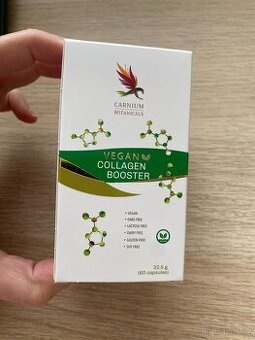 CARNIUM
BOTANICALS
VEGAN
COLLAGEN
BOOSTER
• VEGAN
• GMO FREE
• LACTOSE FREE
• DAIRY FREE
• GLUTEN FREE
• SOY FREE
32.5 g
(60 capsules)